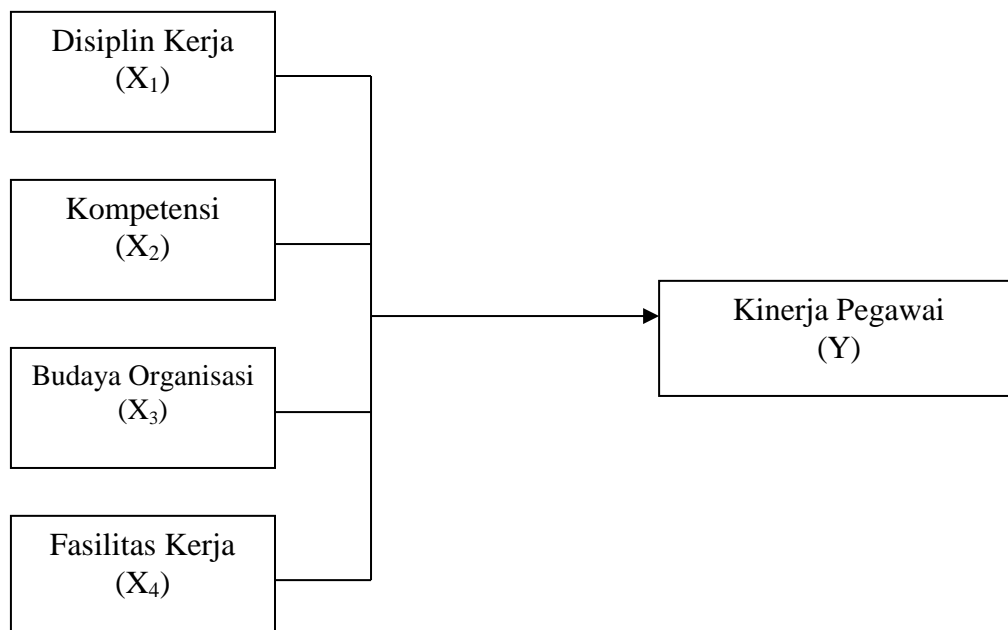 Disiplin Kerja
(X₁)
Kompetensi
(X₂)
Budaya Organisasi
(X₃)
Fasilitas Kerja
(X₄)
Kinerja Pegawai
(Y)